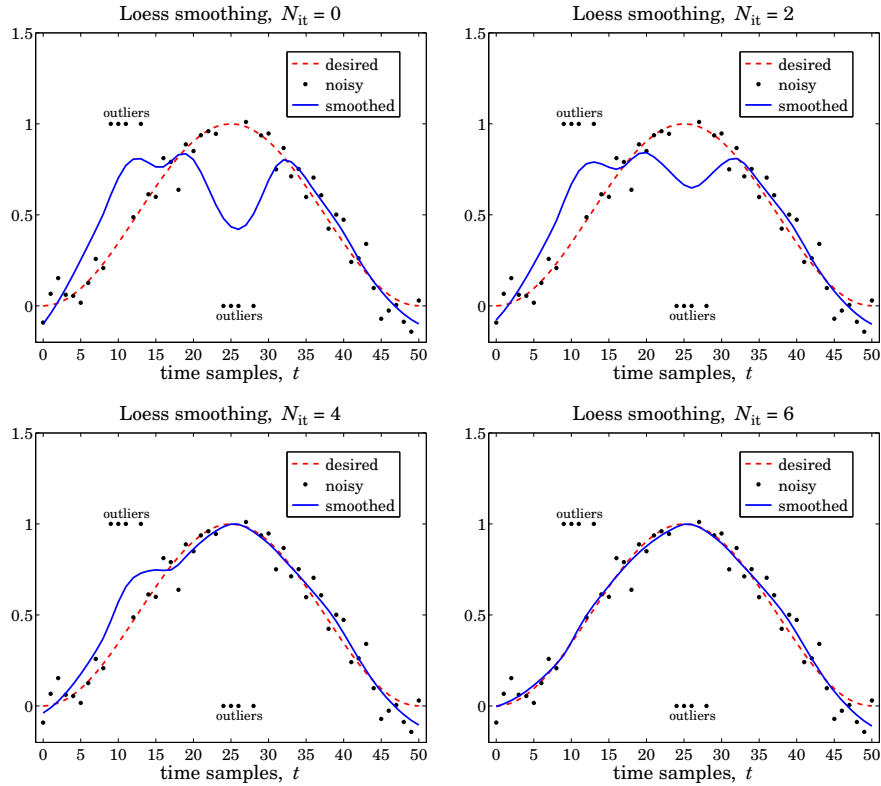 Loess smoothing, N_it = 0
1.5
1
0.5
0
desired
noisy
smoothed
outliers
outliers
0 5 10 15 20 25 30 35 40 45 50
time samples, t
Loess smoothing, N_it = 2
1.5
1
0.5
0
desired
noisy
smoothed
outliers
outliers
0 5 10 15 20 25 30 35 40 45 50
time samples, t
Loess smoothing, N_it = 4
1.5
1
0.5
0
desired
noisy
smoothed
outliers
outliers
0 5 10 15 20 25 30 35 40 45 50
time samples, t
Loess smoothing, N_it = 6
1.5
1
0.5
0
desired
noisy
smoothed
outliers
outliers
0 5 10 15 20 25 30 35 40 45 50
time samples, t